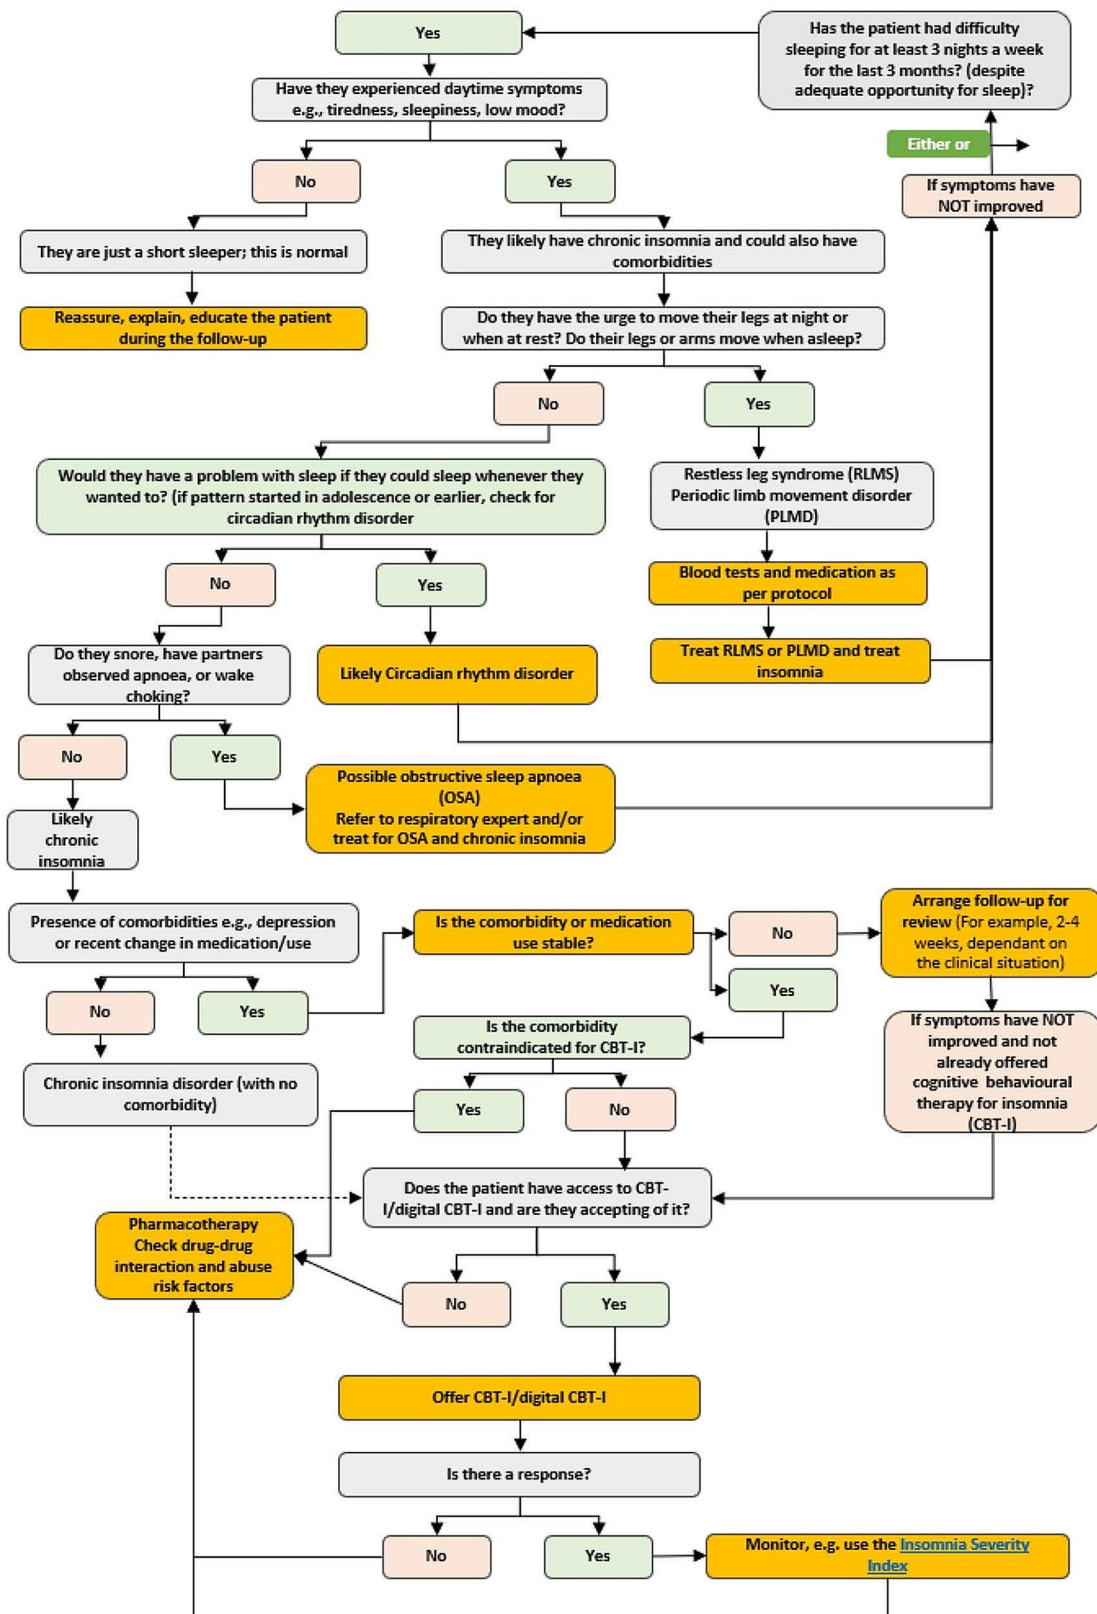 Yes
Has the patient had difficulty
sleeping for at least 3 nights a week
for the last 3 months? (despite
adequate opportunity for sleep)?
Have they experienced daytime symptoms
e.g., tiredness, sleepiness, low mood?
Either or
No
Yes
If symptoms have
NOT improved
They are just a short sleeper; this is normal
They likely have chronic insomnia and could also have
comorbidities
Reassure, explain, educate the patient
during the follow-up
Do they have the urge to move their legs at night or
when at rest? Do their legs or arms move when asleep?
No
Yes
Would they have a problem with sleep if they could sleep whenever they
wanted to? (if pattern started in adolescence or earlier, check for
circadian rhythm disorder
Restless leg syndrome (RLMS)
Periodic limb movement disorder
(PLMD)
No
Yes
Blood tests and medication as
per protocol
Do they snore, have partners
observed apnoea, or wake
choking?
Likely Circadian rhythm disorder
Treat RLMS or PLMD and treat
insomnia
No
Yes
Possible obstructive sleep apnoea
(OSA)
Refer to respiratory expert and/or
treat for OSA and chronic insomnia
Likely
chronic
insomnia
Presence of comorbidities e.g., depression
or recent change in medication/use
Is the comorbidity or medication
use stable?
No
Arrange follow-up for
review (For example, 2-4
weeks, dependant on
the clinical situation)
No
Yes
Yes
Is the comorbidity
contraindicated for CBT-I?
If symptoms have NOT
improved and not
already offered
cognitive behavioural
therapy for insomnia
(CBT-I)
Chronic insomnia disorder (with no
comorbidity)
Yes
No
Does the patient have access to CBT-
I/digital CBT-I and are they accepting of it?
Pharmacotherapy
Check drug-drug
interaction and abuse
risk factors
No
Yes
Offer CBT-I/digital CBT-I
Is there a response?
No
Yes
Monitor, e.g. use the Insomnia Severity
Index